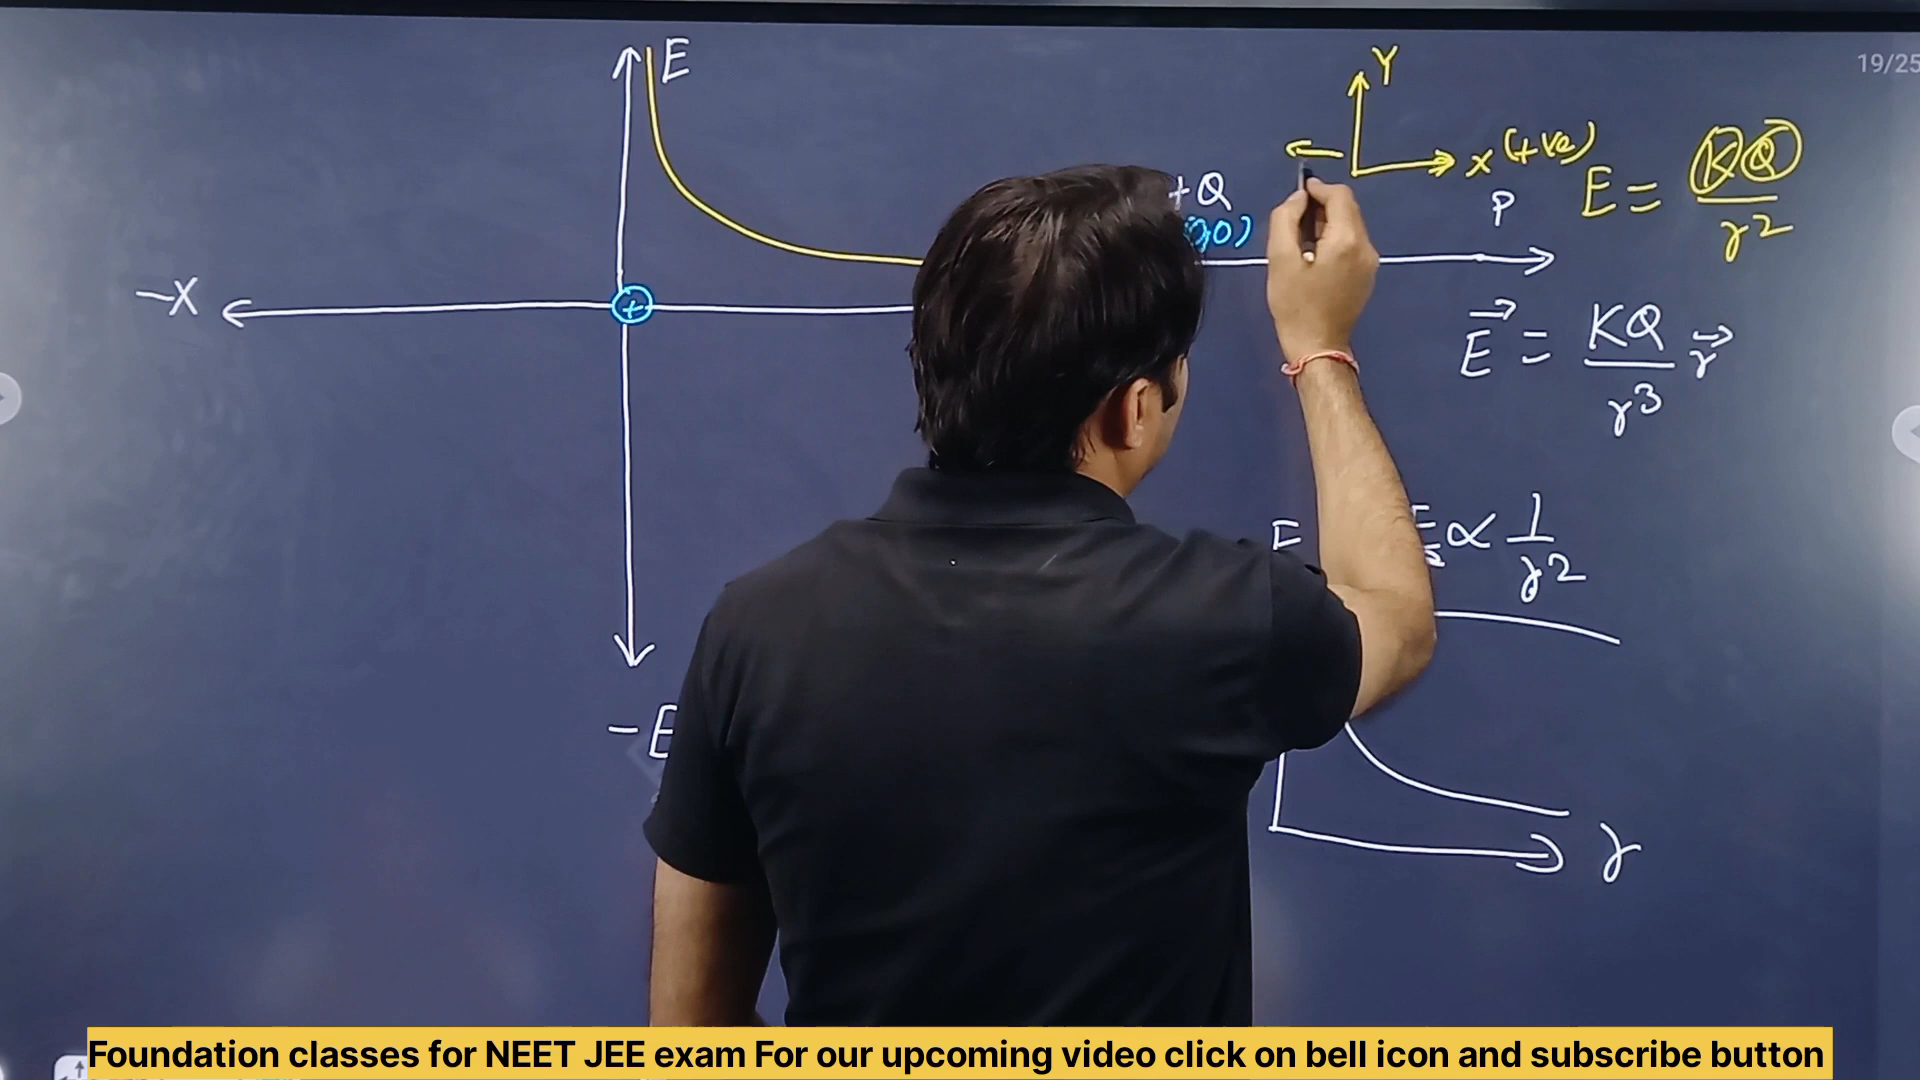 E
Y
19/25
x (+ve)
E = KQ / r2
+Q
P
,0)
-X
+
E⃗ = KQ / r3 r⃗
E
∝ 1 / r2
-E
r
Foundation classes for NEET JEE exam For our upcoming video click on bell icon and subscribe button